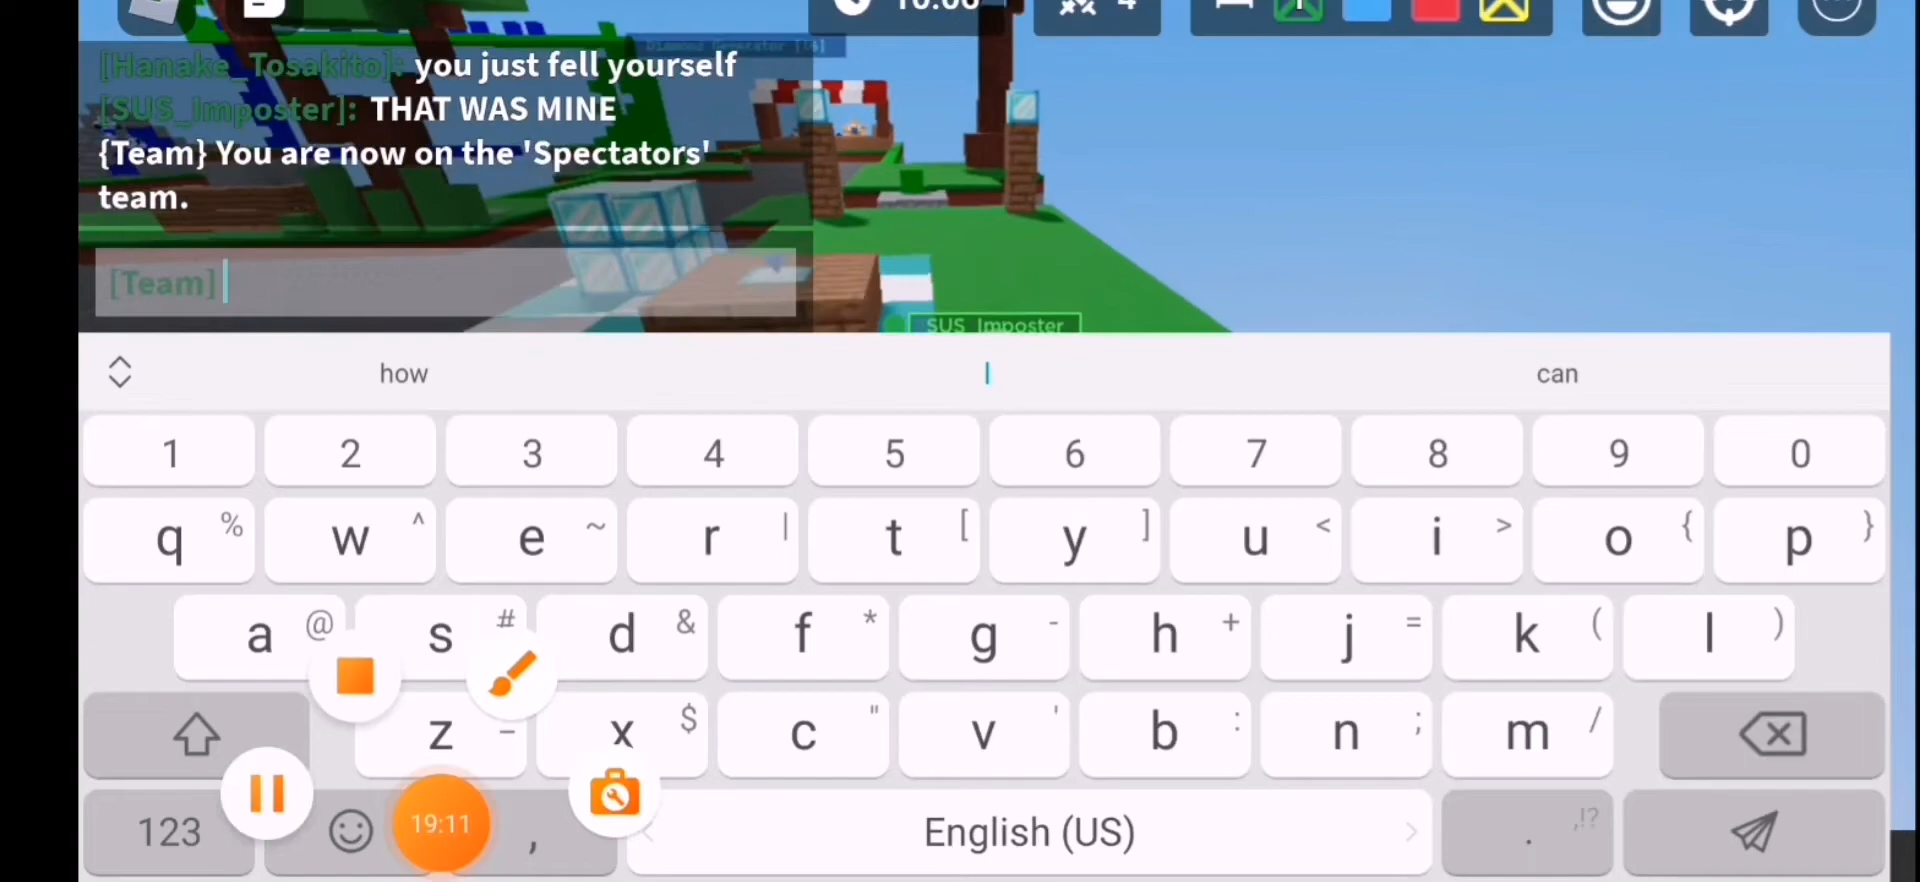 [Hanake_Tosakito]: you just fell yourself
[SUS_Imposter]: THAT WAS MINE
{Team} You are now on the 'Spectators'
team.
[Team]
SUS_Imposter
how I can
1 2 3 4 5 6 7 8 9 0
q % w ^ e ~ r | t [ y ] u < i > o { p }
a @ s # d & f * g - h + j = k ( l )
z _ x $ c " v ' b : n ; m /
123 19:11 , English (US) . ,!?